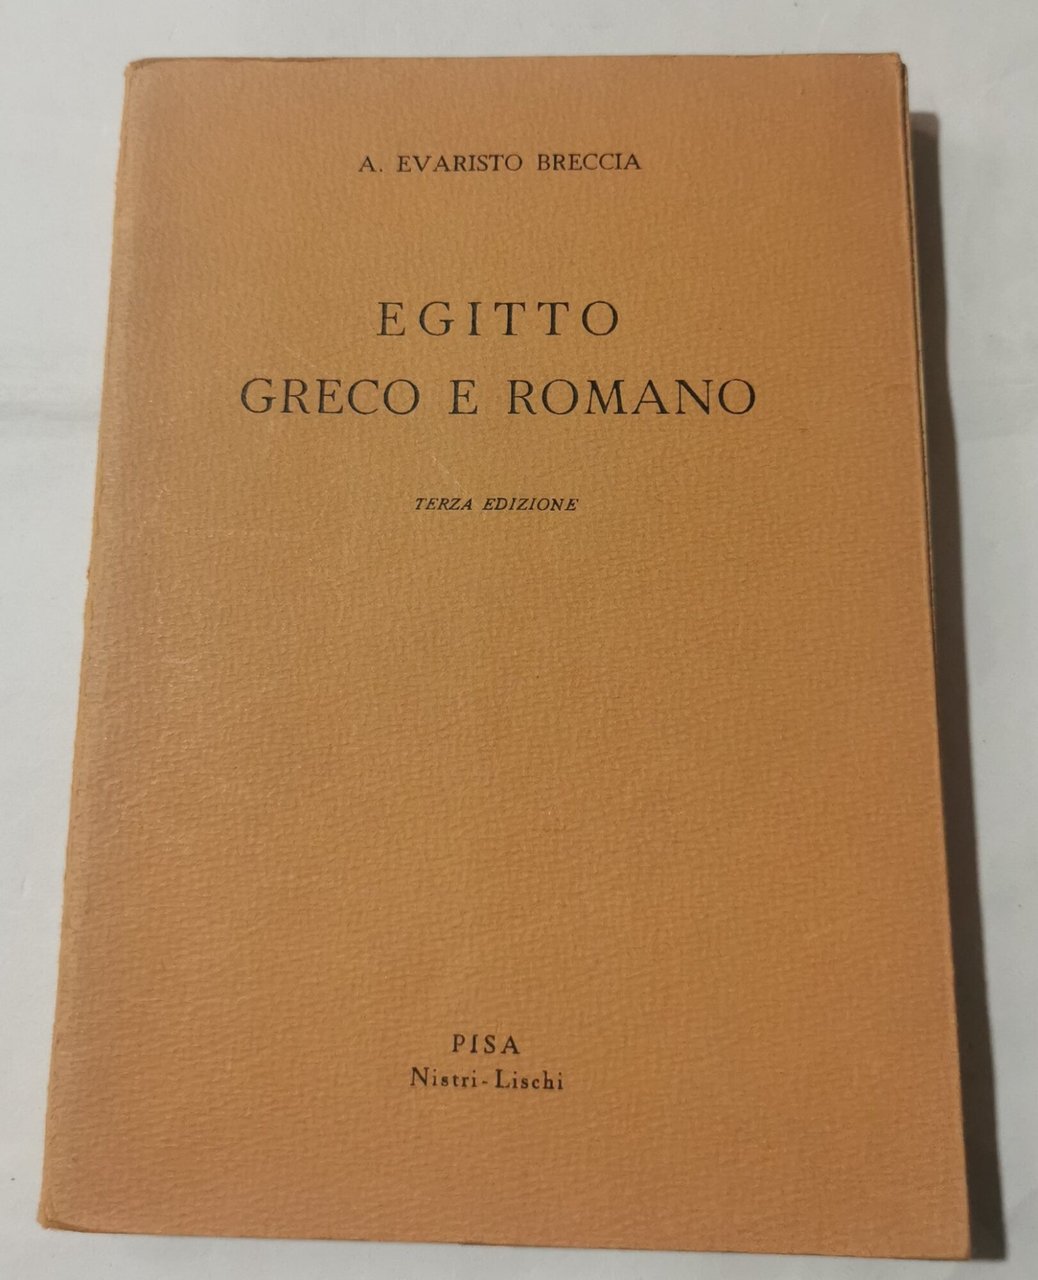 A. EVARISTO BRECCIA
EGITTO
GRECO E ROMANO
TERZA EDIZIONE
PISA
Nistri-Lischi